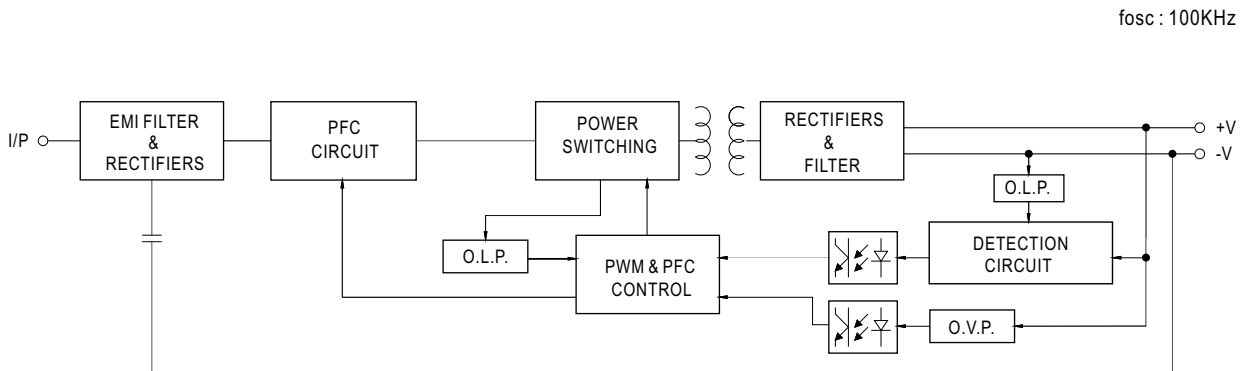 fosc : 100KHz
I/P
EMI FILTER
&
RECTIFIERS
PFC
CIRCUIT
POWER
SWITCHING
RECTIFIERS
&
FILTER
+V
-V
O.L.P.
O.L.P.
PWM & PFC
CONTROL
DETECTION
CIRCUIT
O.V.P.